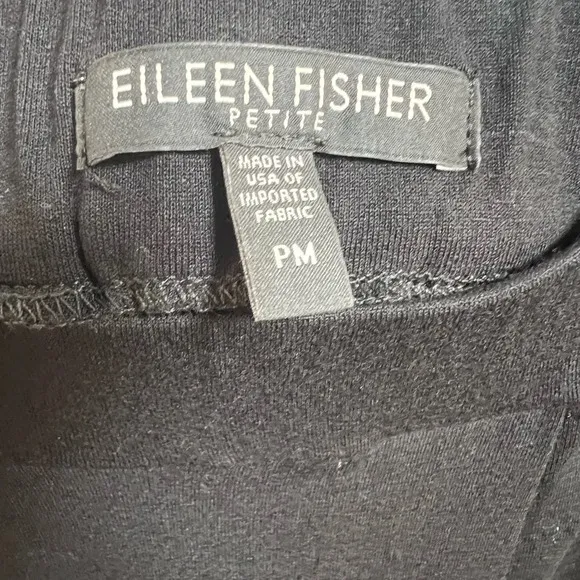 EILEEN FISHER
PETITE
MADE IN
USA OF
IMPORTED
FABRIC
PM